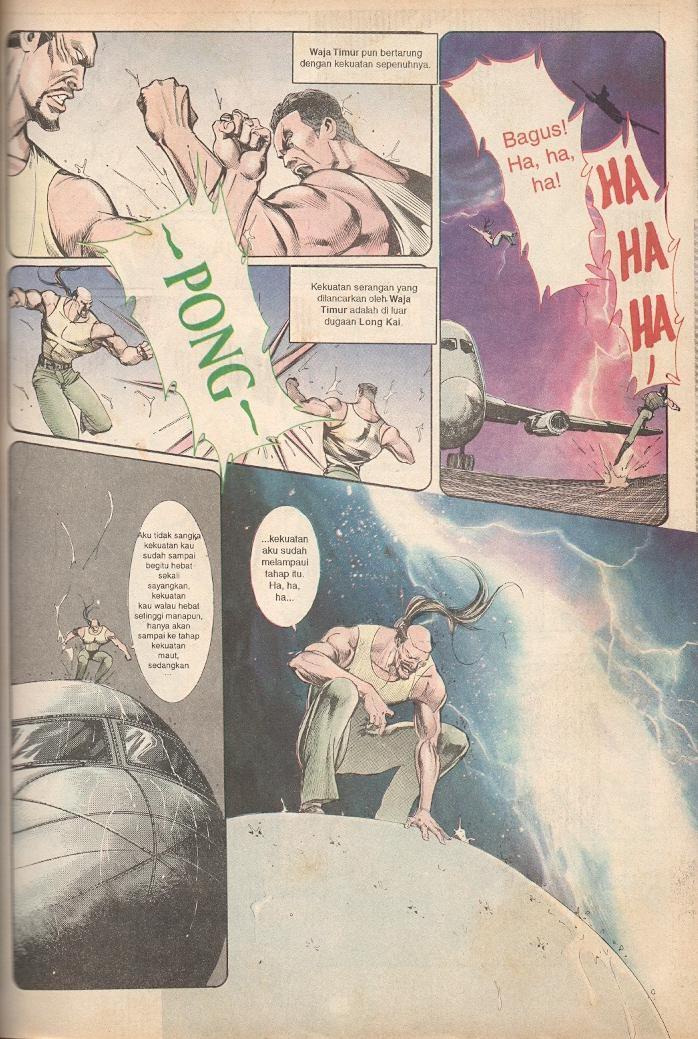 Waja Timur pun bertarung
dengan kekuatan sepenuhnya.
PONG
Kekuatan serangan yang
dilancarkan oleh Waja
Timur adalah di luar
dugaan Long Kai.
Bagus!
Ha, ha,
ha!
HA
HA
HA!
Aku tidak sangka
kekuatan kau
sudah sampai
begitu hebat
sekali
sayangkan,
kekuatan
kau walau hebat
setinggi manapun,
hanya akan
sampai ke tahap
kekuatan
maut,
sedangkan
...
...kekuatan
aku sudah
melampaui
tahap itu.
Ha, ha,
ha...